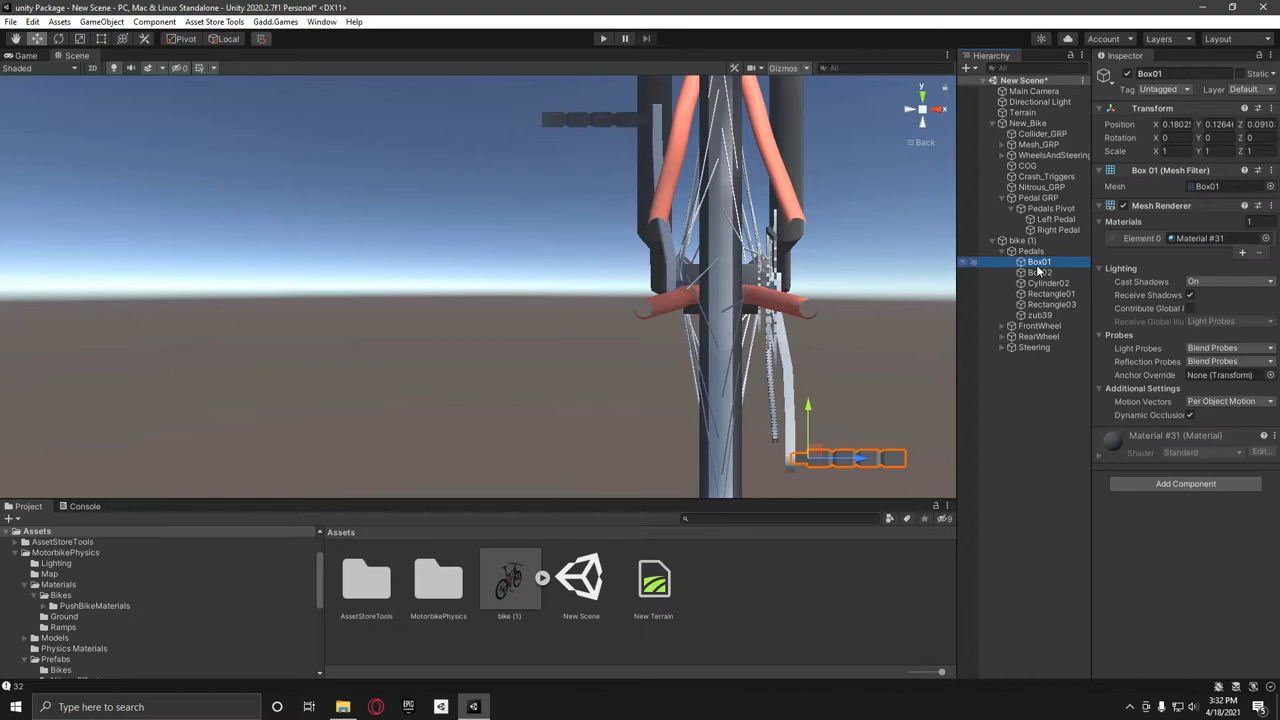 unity Package - New Scene - PC, Mac & Linux Standalone - Unity 2020.2.7f1 Personal* <DX11>
File Edit Assets GameObject Component Asset Store Tools Gadd.Games Window Help
Pivot Local Account Layers Layout
Game Scene
Shaded 2D 0 Gizmos All
y
x
Back
Hierarchy
All
New Scene*
Main Camera
Directional Light
Terrain
New_Bike
Collider_GRP
Mesh_GRP
WheelsAndSteering
COG
Crash_Triggers
Nitrous_GRP
Pedal GRP
Pedals Pivot
Left Pedal
Right Pedal
bike (1)
Pedals
Box01
Box02
Cylinder02
Rectangle01
Rectangle03
zub39
FrontWheel
RearWheel
Steering
Inspector
Box01 Static
Tag Untagged Layer Default
Transform
Position X 0.1802 Y 0.1264 Z 0.0910
Rotation X 0 Y 0 Z 0
Scale X 1 Y 1 Z 1
Box 01 (Mesh Filter)
Mesh Box01
Mesh Renderer
Materials 1
Element 0 Material #31
Lighting
Cast Shadows On
Receive Shadows
Contribute Global I
Receive Global Illu Light Probes
Probes
Light Probes Blend Probes
Reflection Probes Blend Probes
Anchor Override None (Transform)
Additional Settings
Motion Vectors Per Object Motion
Dynamic Occlusion
Material #31 (Material)
Shader Standard Edit...
Add Component
Project Console
9
Assets
AssetStoreTools
MotorbikePhysics
Lighting
Map
Materials
Bikes
PushBikeMaterials
Ground
Ramps
Models
Physics Materials
Prefabs
Bikes
Assets
AssetStoreTools MotorbikePhysics bike (1) New Scene New Terrain
32
Type here to search
3:32 PM
4/18/2021